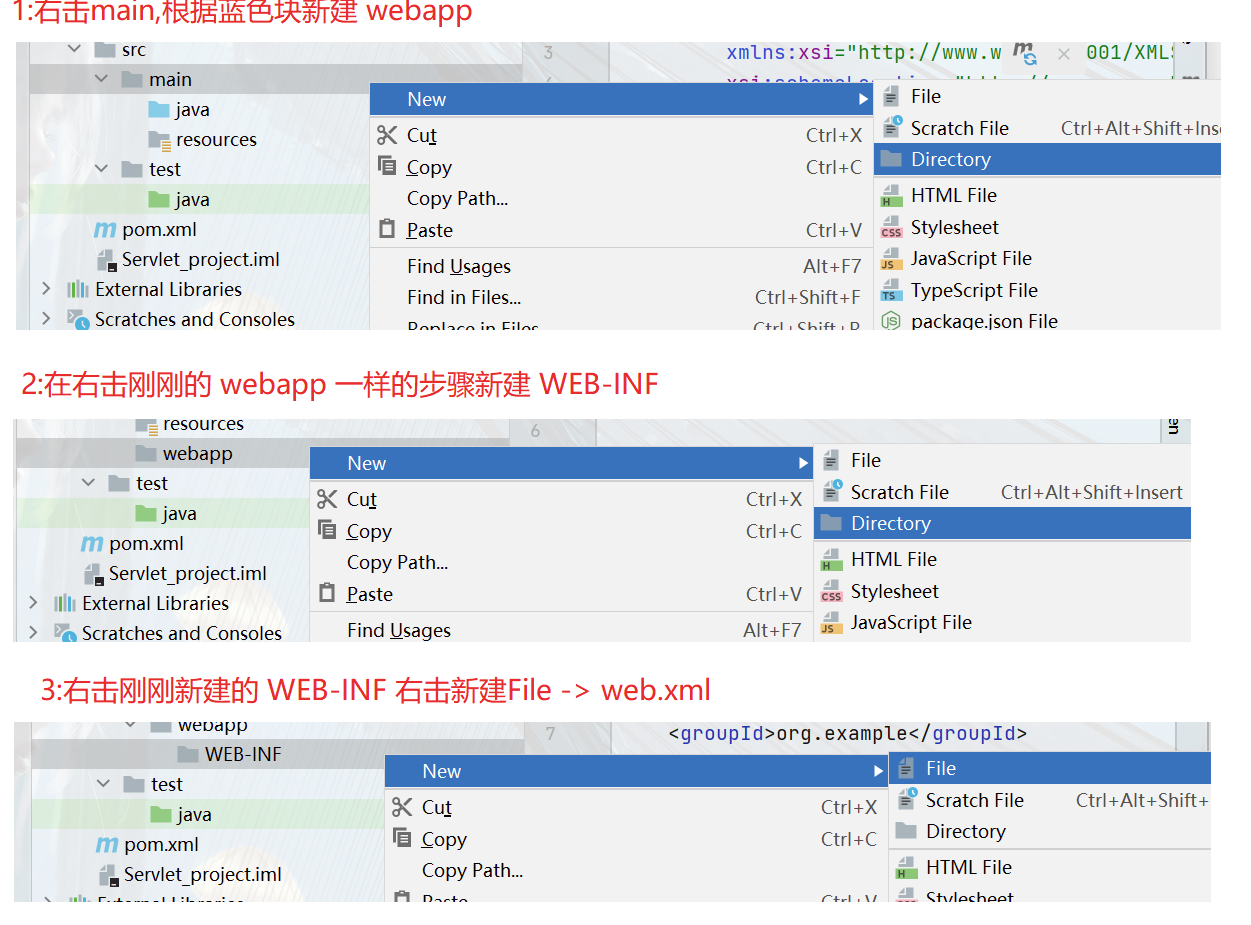 1:右击main,根据蓝色块新建 webapp
src
3
xmlns:xsi="http://www.w
001/XMLS
main
New
File
java
Cut
Ctrl+X
Scratch File
Ctrl+Alt+Shift+Inse
resources
Copy
Ctrl+C
Directory
test
Copy Path...
HTML File
java
Paste
Ctrl+V
Stylesheet
pom.xml
Find Usages
Alt+F7
JavaScript File
Servlet_project.iml
Find in Files...
Ctrl+Shift+F
TypeScript File
External Libraries
Replace in Files
Ctrl+Shift+R
package.json File
Scratches and Consoles
2:在右击刚刚的 webapp 一样的步骤新建 WEB-INF
resources
6
webapp
New
File
test
Cut
Ctrl+X
Scratch File
Ctrl+Alt+Shift+Insert
java
Copy
Ctrl+C
Directory
pom.xml
Copy Path...
HTML File
Servlet_project.iml
Paste
Ctrl+V
Stylesheet
External Libraries
Find Usages
Alt+F7
JavaScript File
Scratches and Consoles
3:右击刚刚新建的 WEB-INF 右击新建File -> web.xml
webapp
7
<groupId>org.example</groupId>
WEB-INF
New
File
test
Cut
Ctrl+X
Scratch File
Ctrl+Alt+Shift+
java
Copy
Ctrl+C
Directory
pom.xml
Copy Path...
HTML File
Servlet_project.iml
Paste
Ctrl+V
Stylesheet
External Libraries